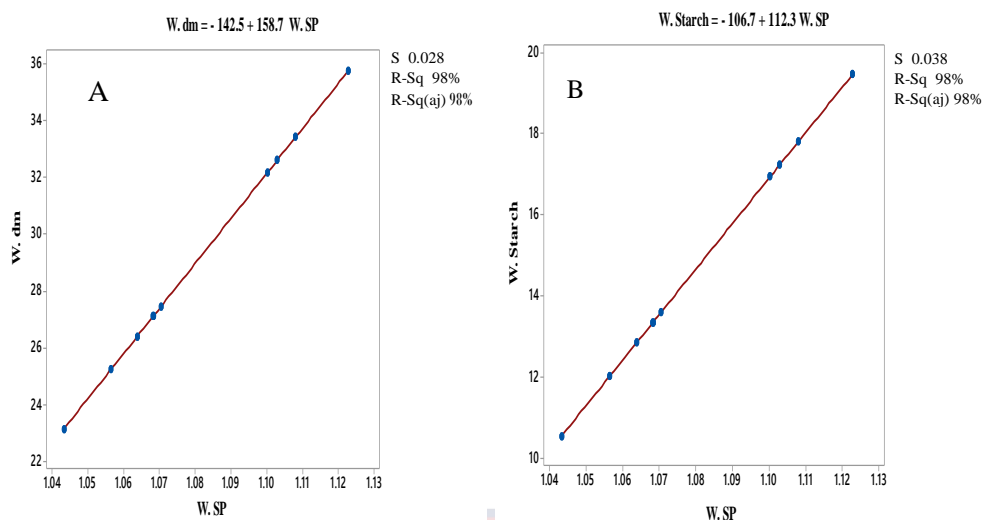 W. dm = - 142.5 + 158.7 W. SP
S 0.028
R-Sq 98%
R-Sq(aj) 98%
A
36
34
32
30
28
26
24
22
W. dm
1.04 1.05 1.06 1.07 1.08 1.09 1.10 1.11 1.12 1.13
W. SP
W. Starch = - 106.7 + 112.3 W. SP
S 0.038
R-Sq 98%
R-Sq(aj) 98%
B
20
18
16
14
12
10
W. Starch
1.04 1.05 1.06 1.07 1.08 1.09 1.10 1.11 1.12 1.13
W. SP